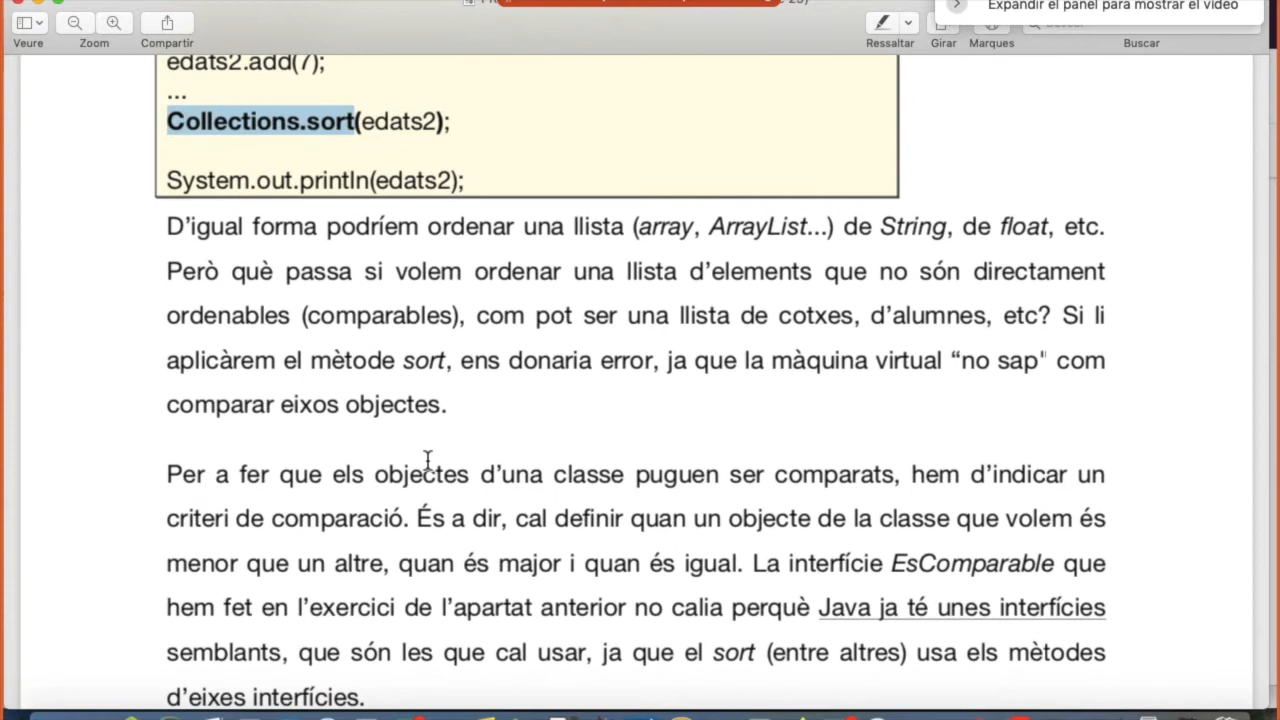 Expandir el panel para mostrar el vídeo
Veure
Zoom
Compartir
Ressaltar
Girar
Marques
Buscar
edats2.add(7);
...
Collections.sort(edats2);
System.out.println(edats2);
D’igual forma podríem ordenar una llista (array, ArrayList...) de String, de float, etc.
Però què passa si volem ordenar una llista d’elements que no són directament
ordenables (comparables), com pot ser una llista de cotxes, d’alumnes, etc? Si li
aplicàrem el mètode sort, ens donaria error, ja que la màquina virtual “no sap" com
comparar eixos objectes.
Per a fer que els objectes d’una classe puguen ser comparats, hem d’indicar un
criteri de comparació. És a dir, cal definir quan un objecte de la classe que volem és
menor que un altre, quan és major i quan és igual. La interfície EsComparable que
hem fet en l’exercici de l’apartat anterior no calia perquè Java ja té unes interfícies
semblants, que són les que cal usar, ja que el sort (entre altres) usa els mètodes
d’eixes interfícies.